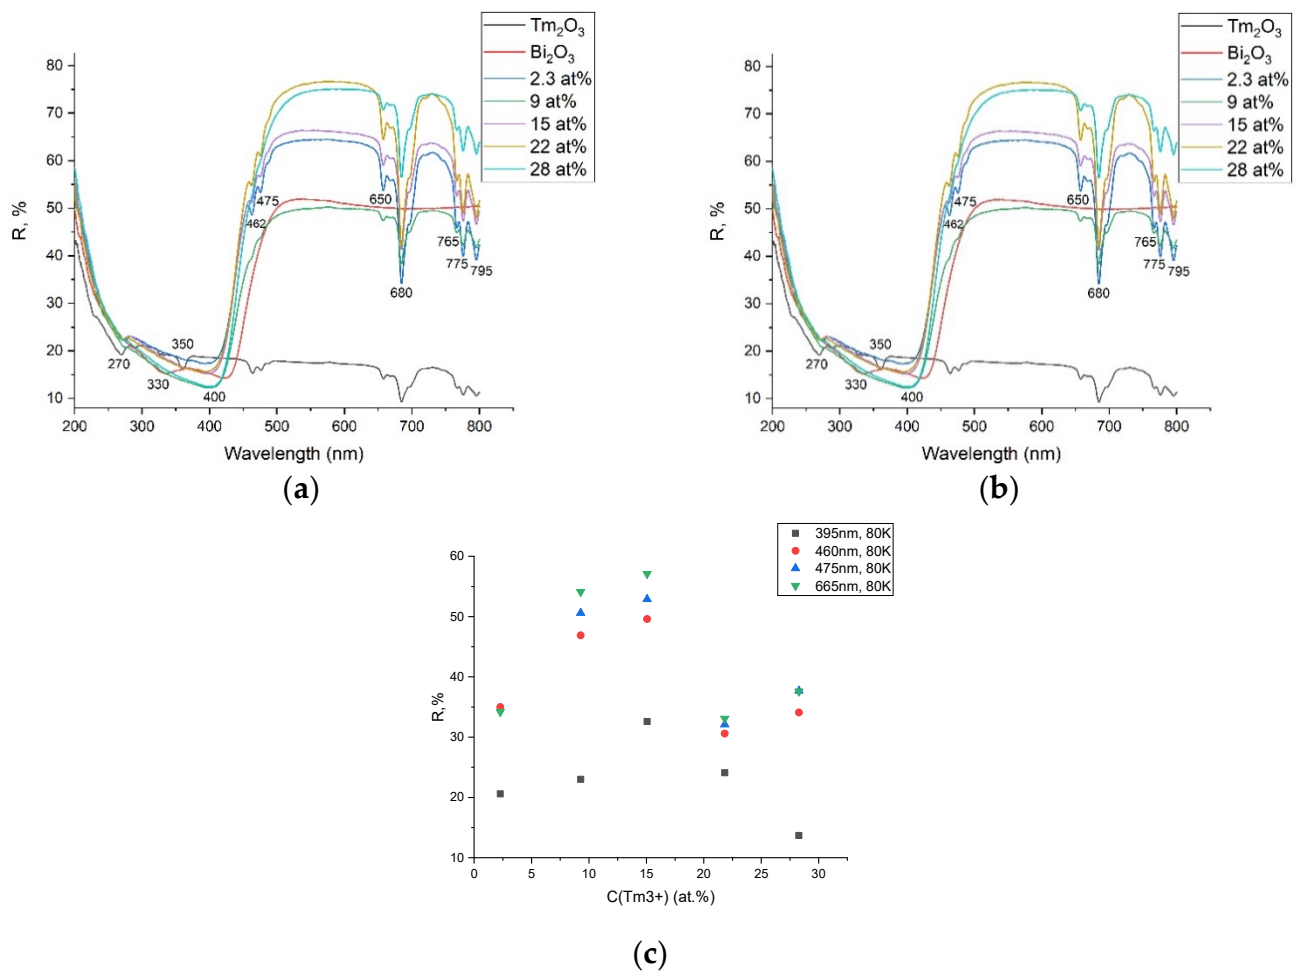 Tm₂O₃
Bi₂O₃
2.3 at%
9 at%
15 at%
22 at%
28 at%
80
70
60
50
40
30
20
10
R, %
475
462
650
765
775
795
680
350
270
330
400
200 300 400 500 600 700 800
Wavelength (nm)
(a)
Tm₂O₃
Bi₂O₃
2.3 at%
9 at%
15 at%
22 at%
28 at%
80
70
60
50
40
30
20
10
R, %
475
462
650
765
775
795
680
350
270
330
400
200 300 400 500 600 700 800
Wavelength (nm)
(b)
395nm, 80K
460nm, 80K
475nm, 80K
665nm, 80K
60
50
40
30
20
10
R, %
0 5 10 15 20 25 30
C(Tm3+) (at.%)
(c)